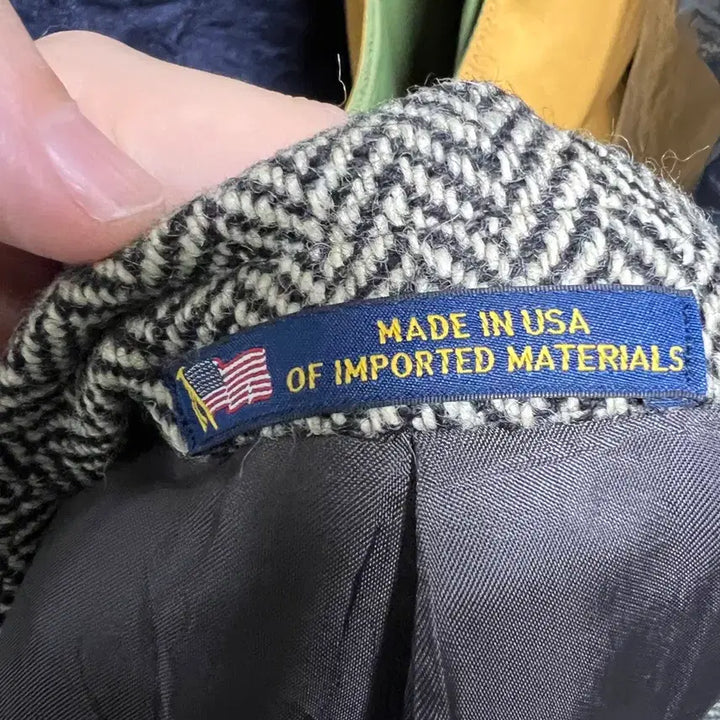 MADE IN USA
OF IMPORTED MATERIALS